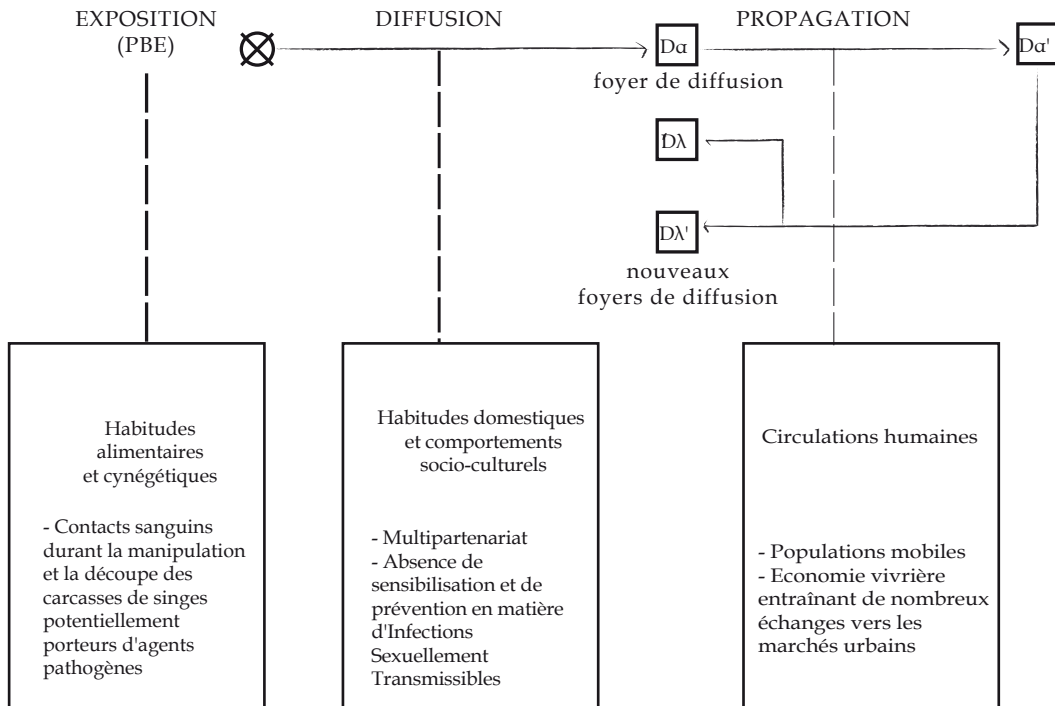 EXPOSITION
(PBE)
DIFFUSION
PROPAGATION
Dα
Dα'
foyer de diffusion
Dλ
Dλ'
nouveaux
foyers de diffusion
Habitudes
alimentaires
et cynégétiques
- Contacts sanguins
durant la manipulation
et la découpe des
carcasses de singes
potentiellement
porteurs d'agents
pathogènes
Habitudes domestiques
et comportements
socio-culturels
- Multipartenariat
- Absence de
sensibilisation et de
prévention en matière
d'Infections
Sexuellement
Transmissibles
Circulations humaines
- Populations mobiles
- Economie vivrière
entraînant de nombreux
échanges vers les
marchés urbains